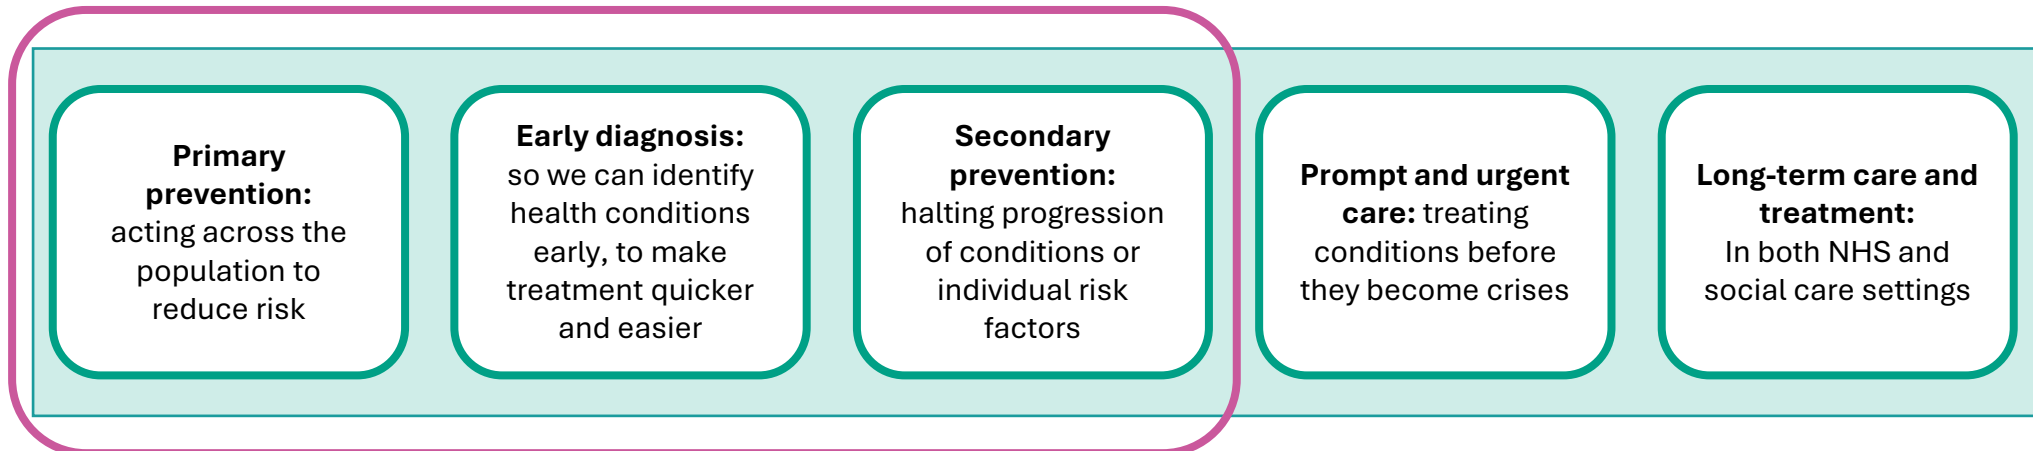 Primary
prevention:
acting across the
population to
reduce risk
Early diagnosis:
so we can identify
health conditions
early, to make
treatment quicker
and easier
Secondary
prevention:
halting progression
of conditions or
individual risk
factors
Prompt and urgent
care: treating
conditions before
they become crises
Long-term care and
treatment:
In both NHS and
social care settings